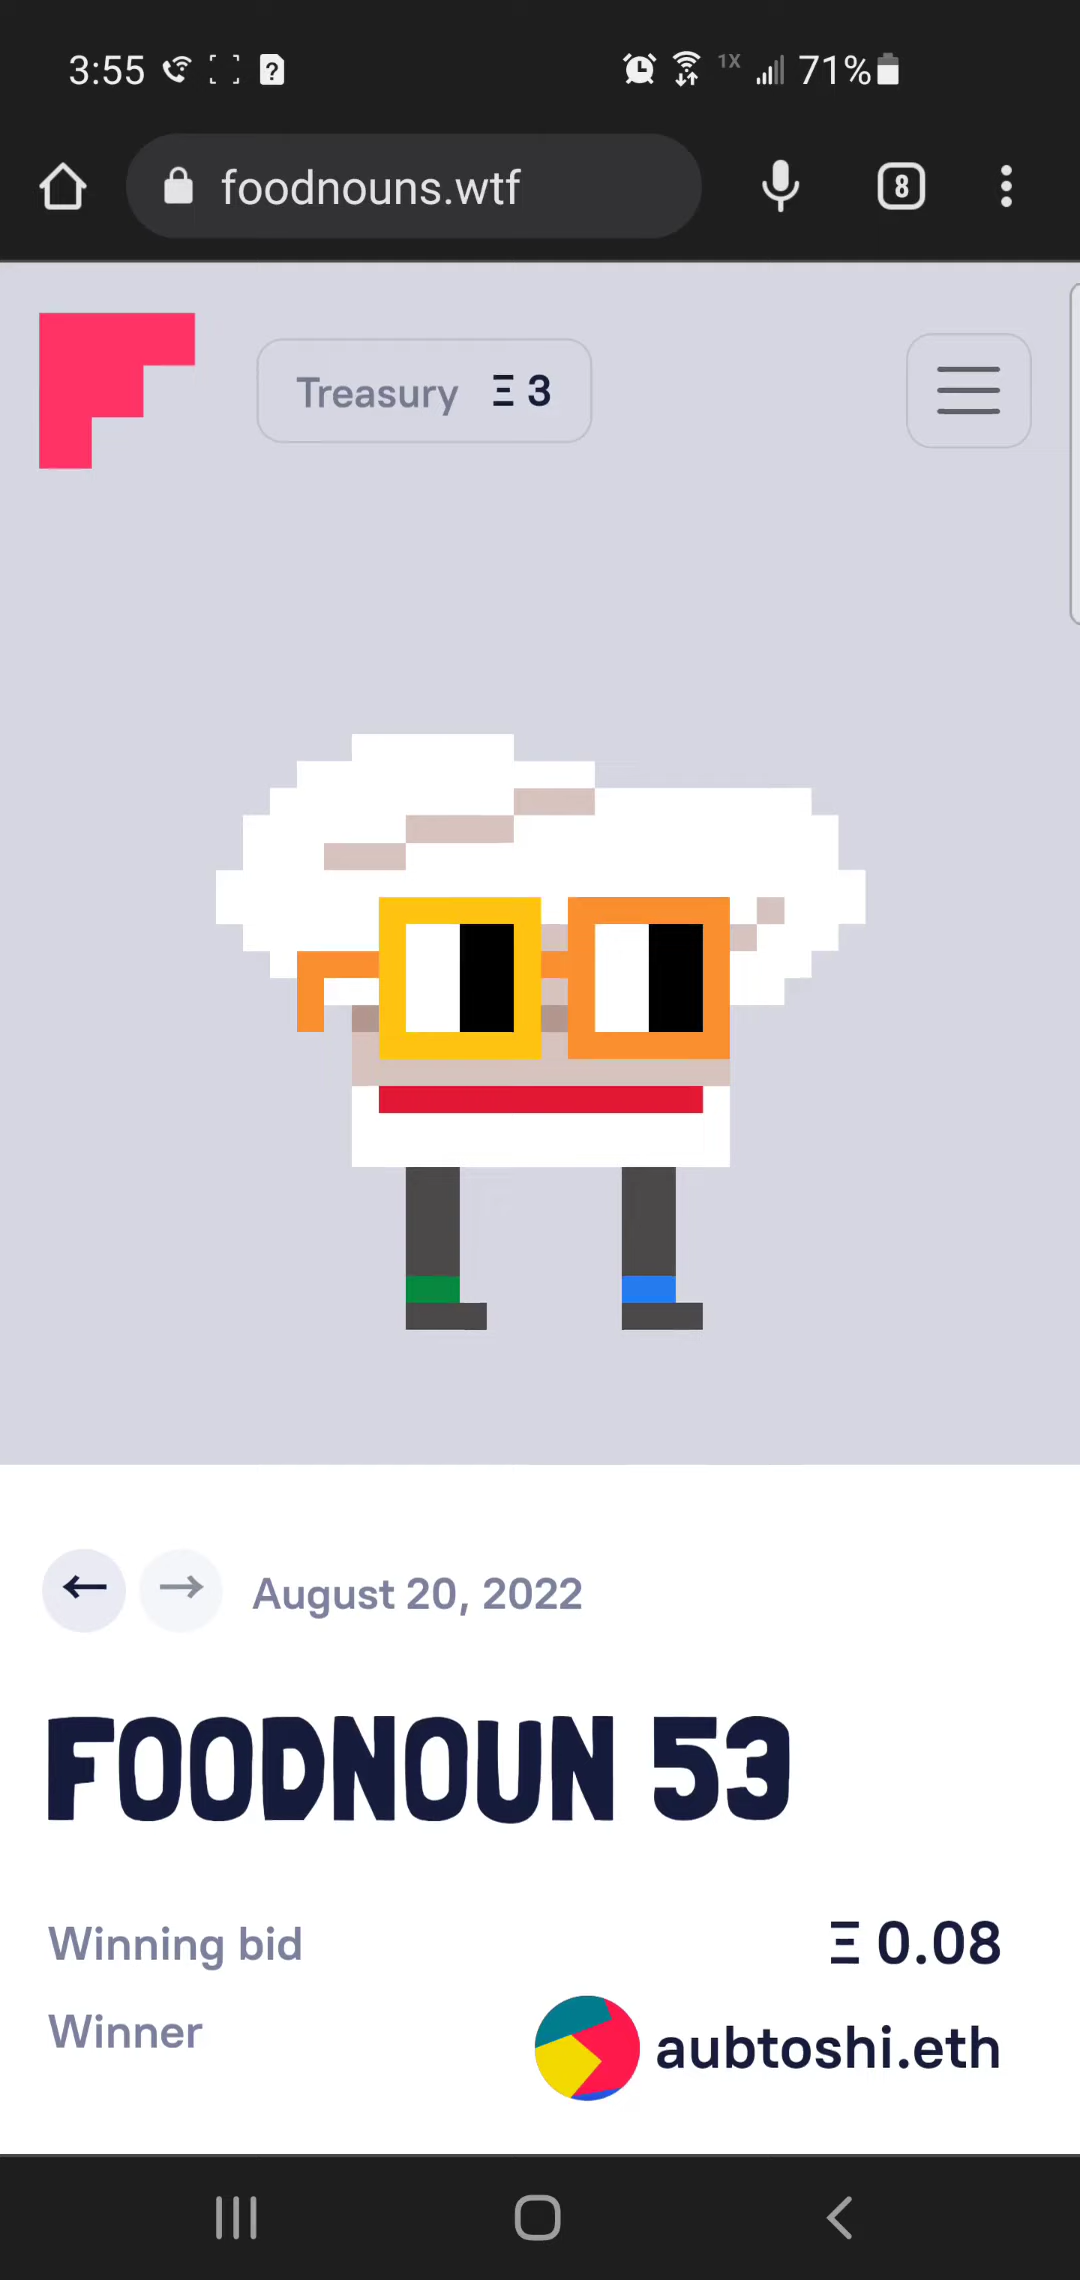 3:55
1X
71%
foodnouns.wtf
8
Treasury Ξ 3
August 20, 2022
FOODNOUN 53
Winning bid Ξ 0.08
Winner aubtoshi.eth